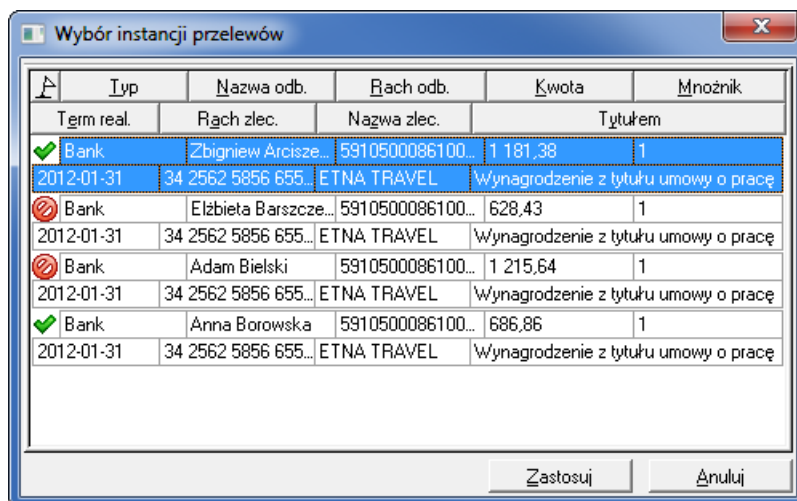 Wybór instancji przelewów
Typ Nazwa odb. Rach odb. Kwota Mnożnik
Term real. Rach zlec. Nazwa zlec. Tytułem
Bank Zbigniew Arcisze... 5910500086100... 1 181,38 1
2012-01-31 34 2562 5856 655... ETNA TRAVEL Wynagrodzenie z tytułu umowy o pracę
Bank Elżbieta Barszcze... 5910500086100... 628,43 1
2012-01-31 34 2562 5856 655... ETNA TRAVEL Wynagrodzenie z tytułu umowy o pracę
Bank Adam Bielski 5910500086100... 1 215,64 1
2012-01-31 34 2562 5856 655... ETNA TRAVEL Wynagrodzenie z tytułu umowy o pracę
Bank Anna Borowska 5910500086100... 686,86 1
2012-01-31 34 2562 5856 655... ETNA TRAVEL Wynagrodzenie z tytułu umowy o pracę
Zastosuj Anuluj